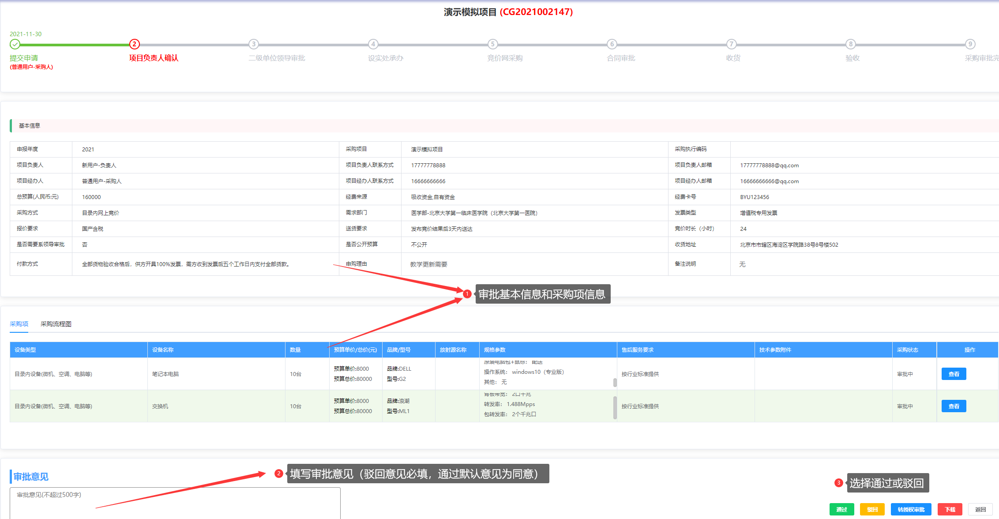 演示模拟项目 (CG2021002147)
2021-11-30
2 3 4 5 6 7 8 9
提交申请 项目负责人确认 二级单位领导审批 设实处承办 竞价网采购 合同审批 收货 验收 采购审批完
(普通用户-采购人)
基本信息
申报年度 2021 采购项目 演示模拟项目 采购执行编码
项目负责人 新用户-负责人 项目负责人联系方式 17777778888 项目负责人邮箱 17777778888@qq.com
项目经办人 普通用户-采购人 项目经办人联系方式 16666666666 项目经办人邮箱 16666666666@qq.com
总预算(人民币:元) 160000 经费来源 吸收资金,自有资金 经费卡号 BYU123456
采购方式 目录内网上竞价 需求部门 医学部-北京大学第一临床医学院（北京大学第一医院） 发票类型 增值税专用发票
报价要求 国产含税 送货要求 发布竞价结果后3天内送达 竞价时长（小时） 24
是否需要系领导审批 否 是否公开预算 不公开 收货地址 北京市市辖区海淀区学院路38号8号楼502
付款方式 全部货物验收合格后，供方开具100%发票，需方收到发票后五个工作日内支付全部货款。 申购理由 教学更新需要 备注说明 无
1 审批基本信息和采购项信息
采购项 采购流程图
设备类型 设备名称 数量 预算单价/总价(元) 品牌/型号 放射源名称 规格参数 售后服务要求 技术参数附件 采购状态 操作
原装电脑包+鼠标： 配送
预算单价:8000 品牌:DELL 操作系统： windows10（专业版）
目录内设备(微机、空调、电脑等) 笔记本电脑 10台 按行业标准提供 审批中 查看
预算总价:80000 型号:G2 其他： 无
背板带宽： 2口千兆
预算单价:8000 品牌:浪潮 转发率： 1.488Mpps
目录内设备(微机、空调、电脑等) 交换机 10台 按行业标准提供 审批中 查看
预算总价:80000 型号:ML1 包转发率： 2个千兆口
审批意见
2 填写审批意见（驳回意见必填，通过默认意见为同意）
3 选择通过或驳回
审批意见(不超过500字)
通过 驳回 转授权审批 下载 返回